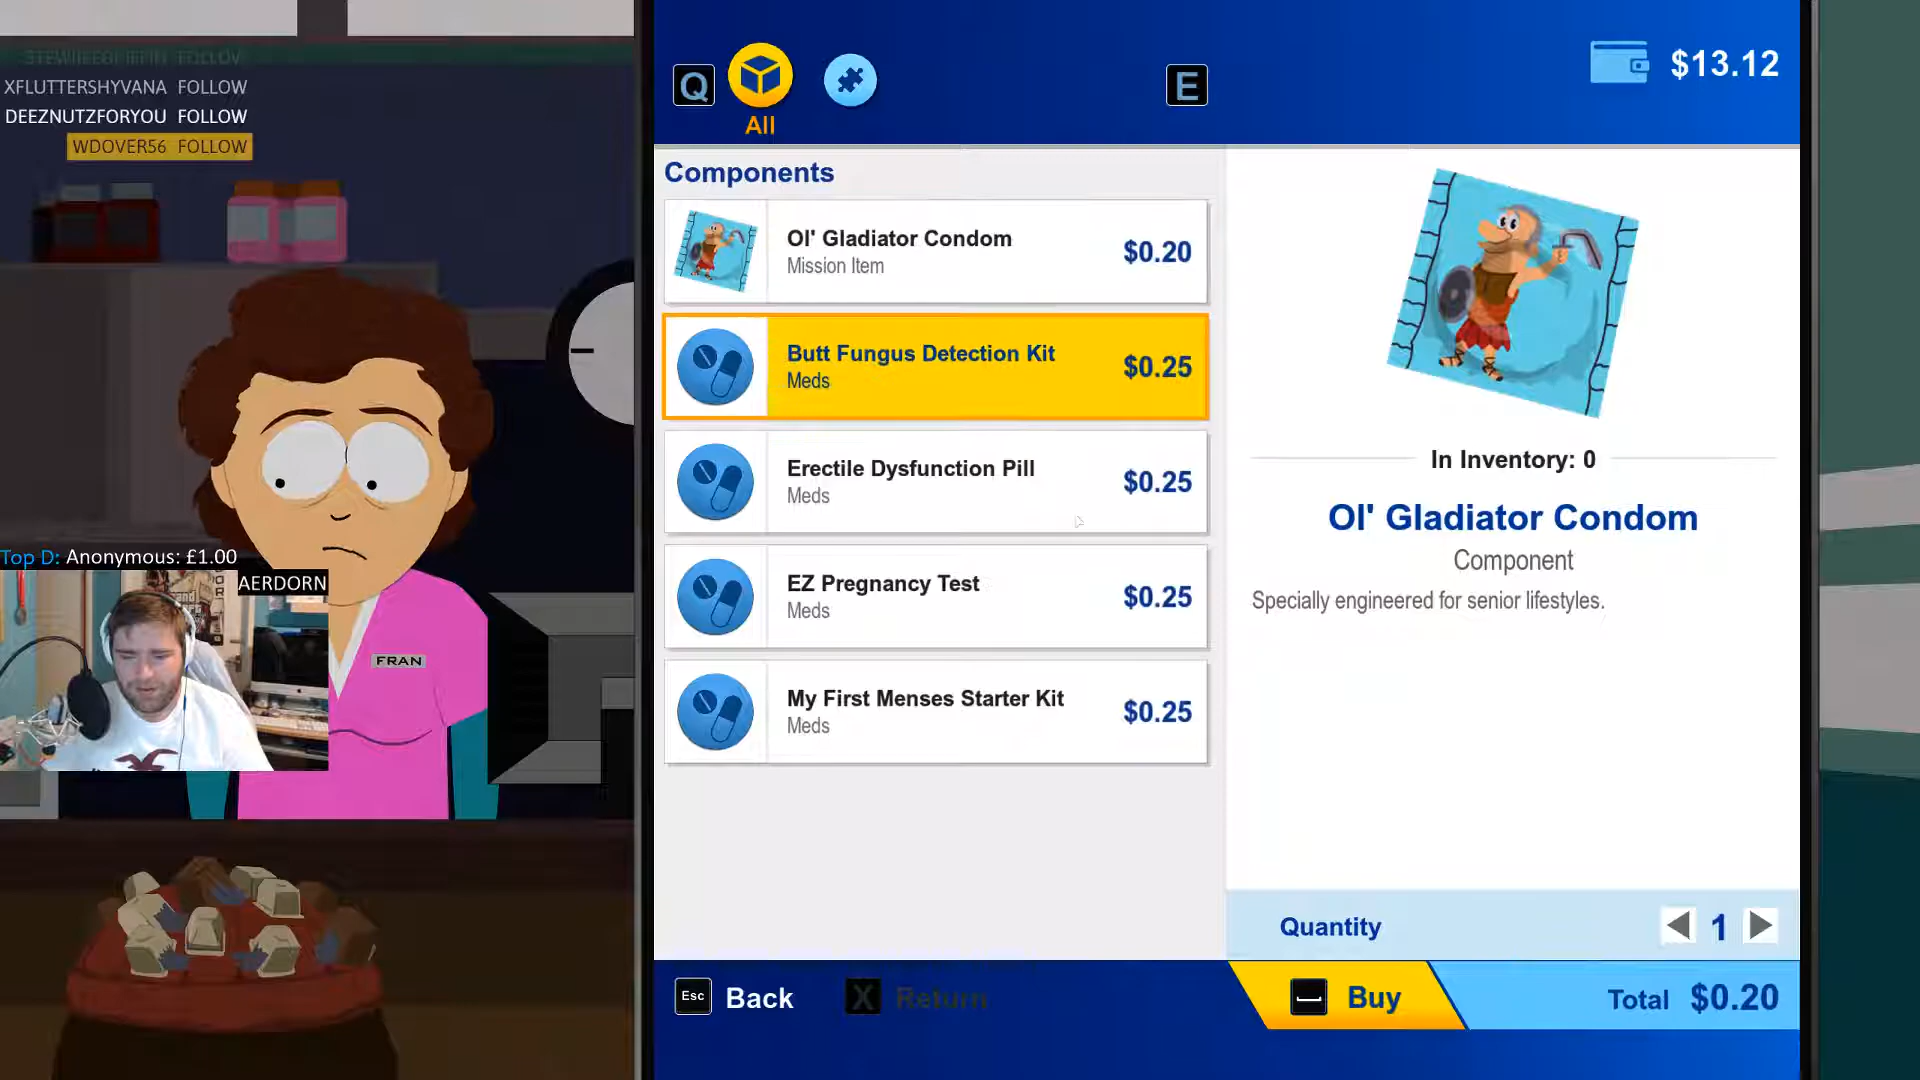 STEWIEEGRIFFIN FOLLOW
XFLUTTERSHYVANA FOLLOW
DEEZNUTZFORYOU FOLLOW
WDOVER56 FOLLOW
Top D: Anonymous: £1.00
AERDORN
FRAN
Q
All
E
$13.12
Components
Ol' Gladiator Condom
Mission Item
$0.20
Butt Fungus Detection Kit
Meds
$0.25
Erectile Dysfunction Pill
Meds
$0.25
EZ Pregnancy Test
Meds
$0.25
My First Menses Starter Kit
Meds
$0.25
In Inventory: 0
Ol' Gladiator Condom
Component
Specially engineered for senior lifestyles.
Quantity
1
Esc Back
X Return
Buy
Total $0.20